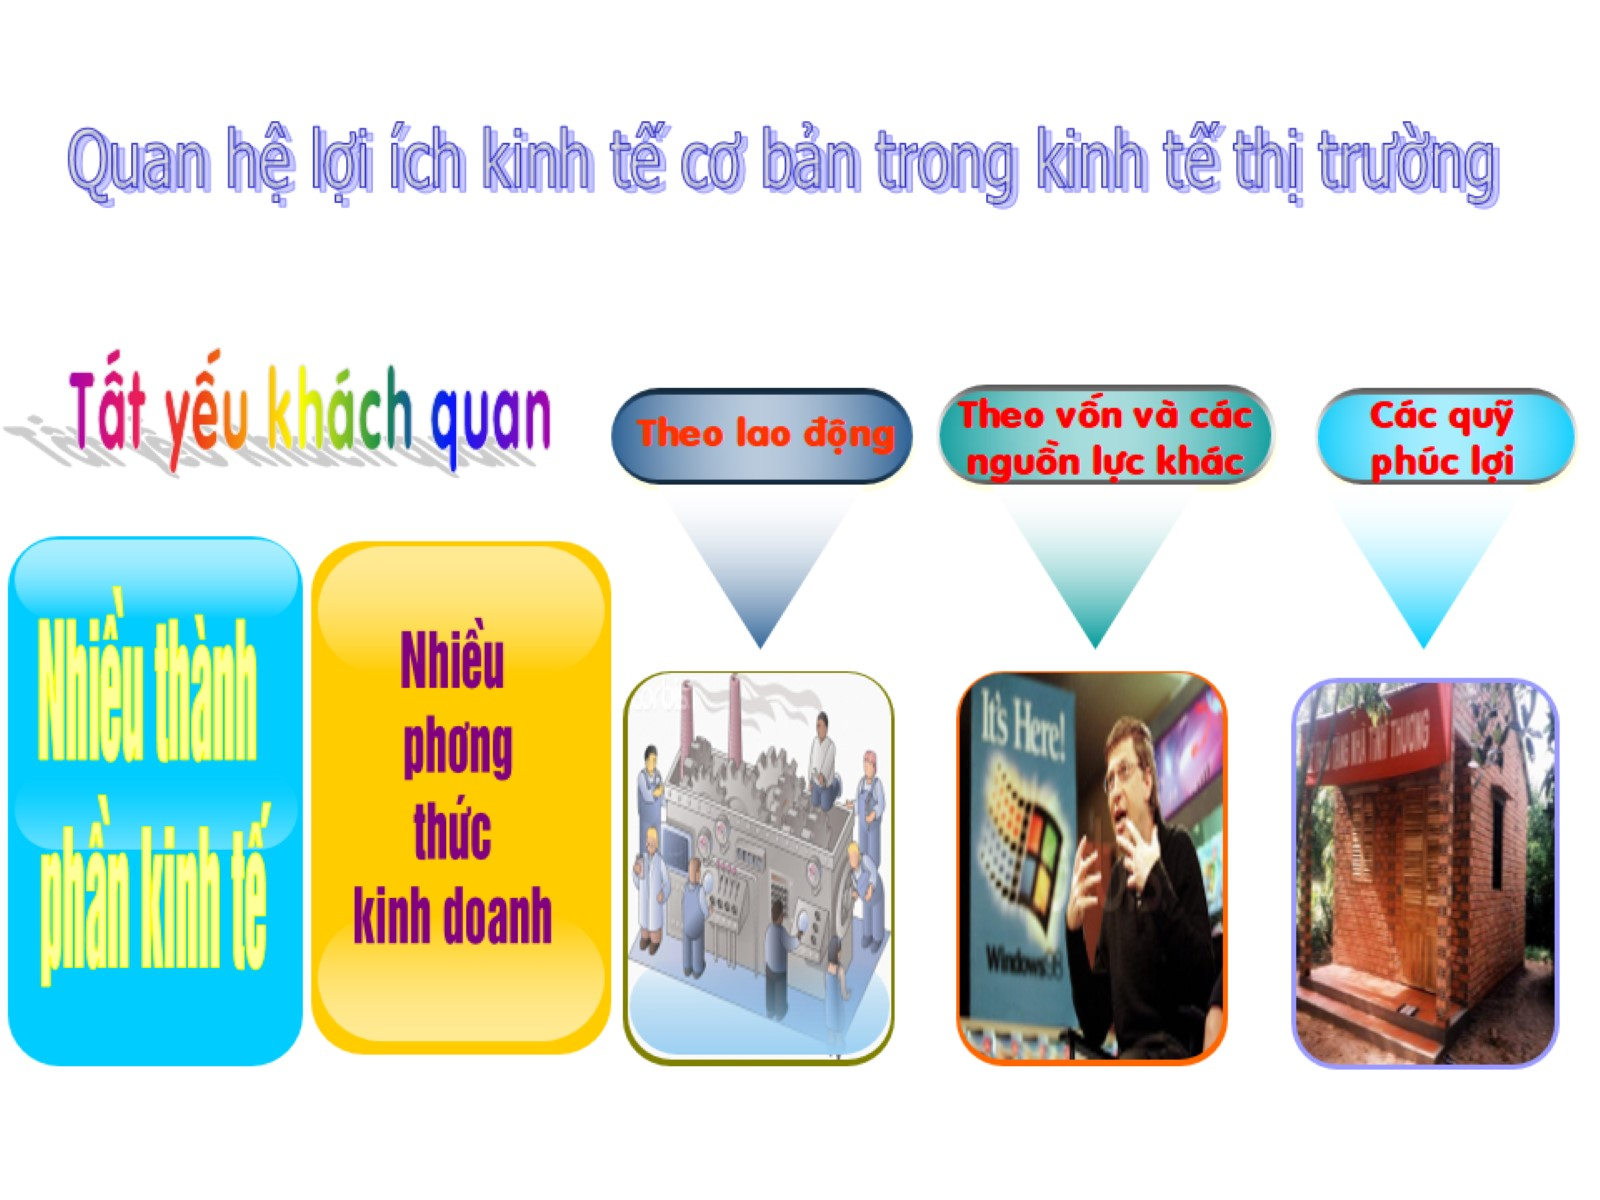 Quan hệ lợi ích kinh tế cơ bản trong kinh tế thị trường
Tất yếu khách quan
Theo lao động
Theo vốn và các
nguồn lực khác
Các quỹ
phúc lợi
Nhiều thành
phần kinh tế
Nhiều
phơng
thức
kinh doanh
It's Here!
Windows98